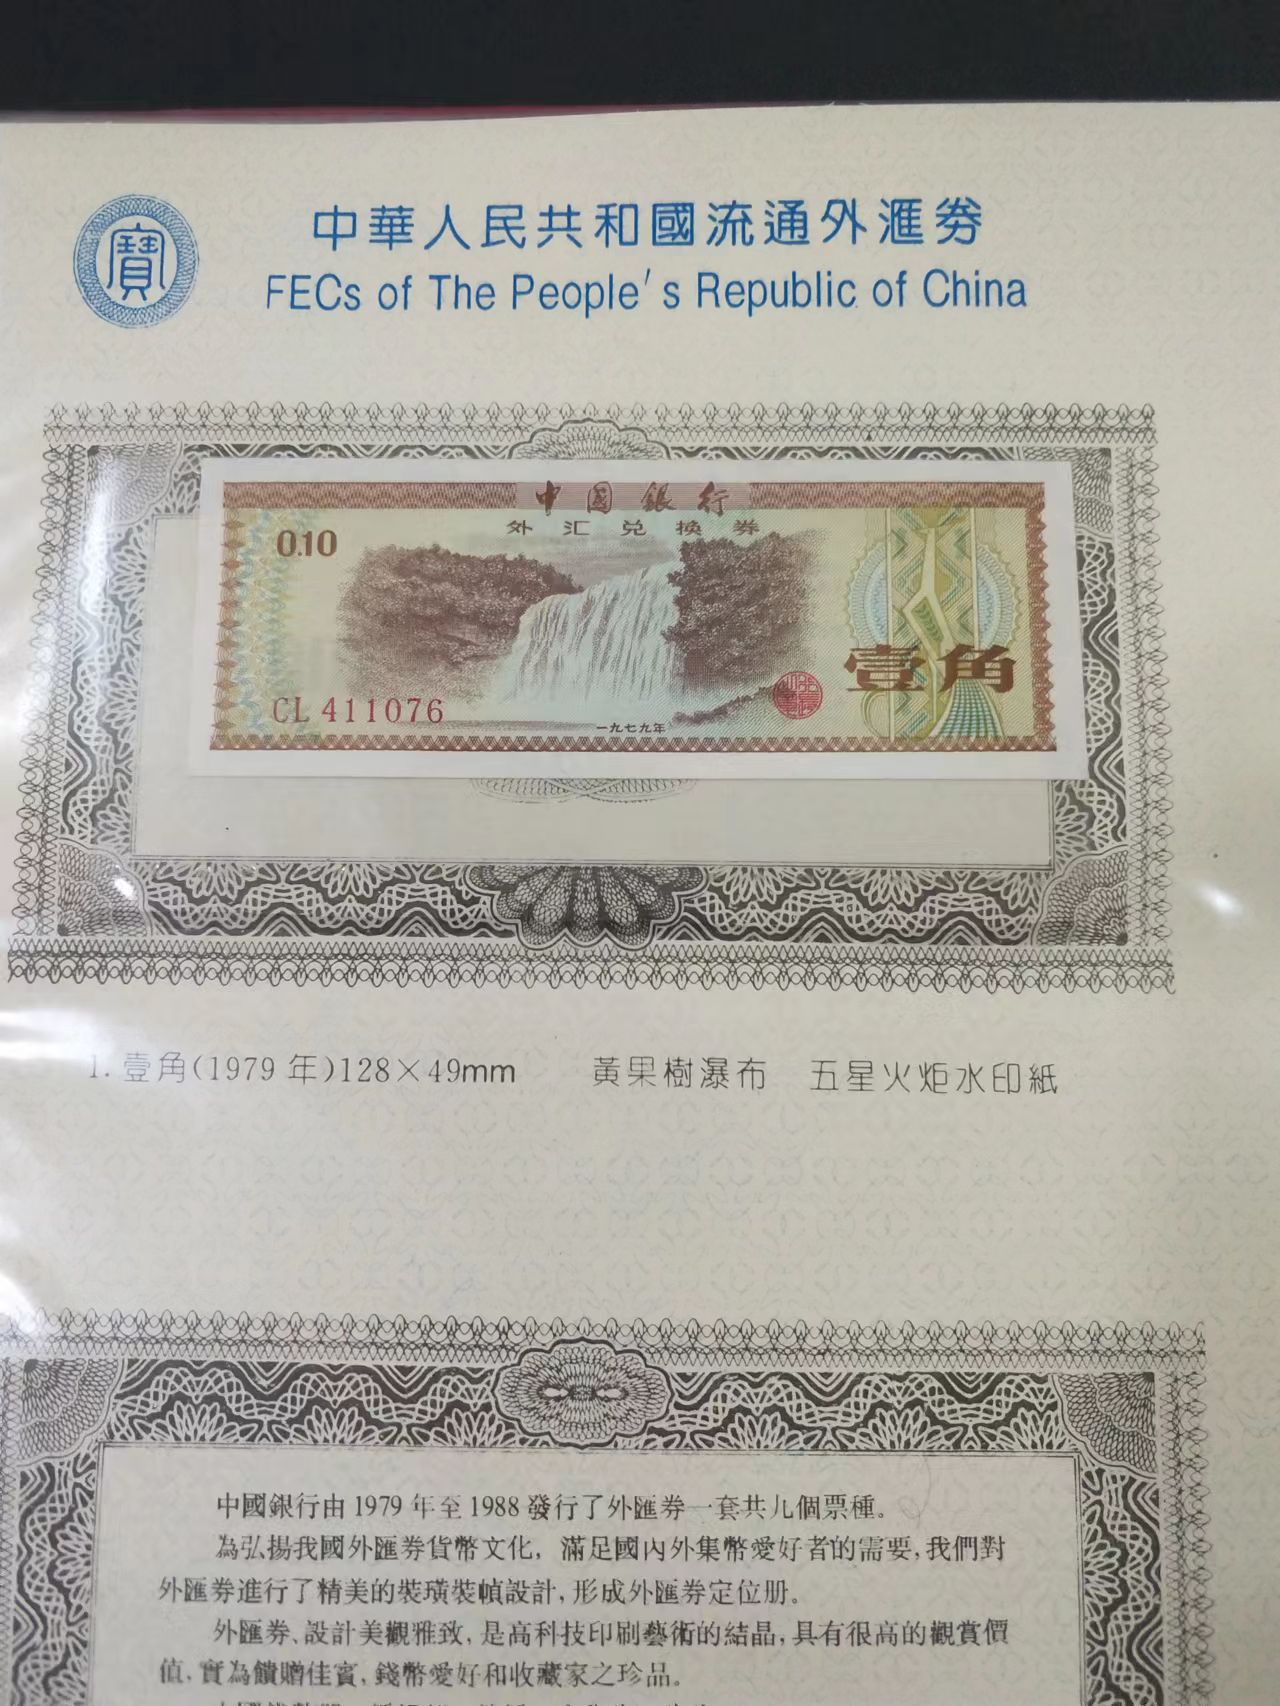 寶
中華人民共和國流通外滙券
FECs of The People's Republic of China
中国銀行
外汇兑换券
0.10
壹角
CL 411076
一九七九年
1. 壹角(1979 年)128×49mm 黃果樹瀑布 五星火炬水印紙
中國銀行由 1979 年至 1988 發行了外匯券一套共九個票種。
為弘揚我國外匯券貨幣文化, 滿足國內外集幣愛好者的需要, 我們對
外匯券進行了精美的裝璜裝幀設計, 形成外匯券定位册。
外匯券、設計美觀雅致, 是高科技印刷藝術的結晶, 具有很高的觀賞價
值, 實為饋贈佳賓, 錢幣愛好和收藏家之珍品。